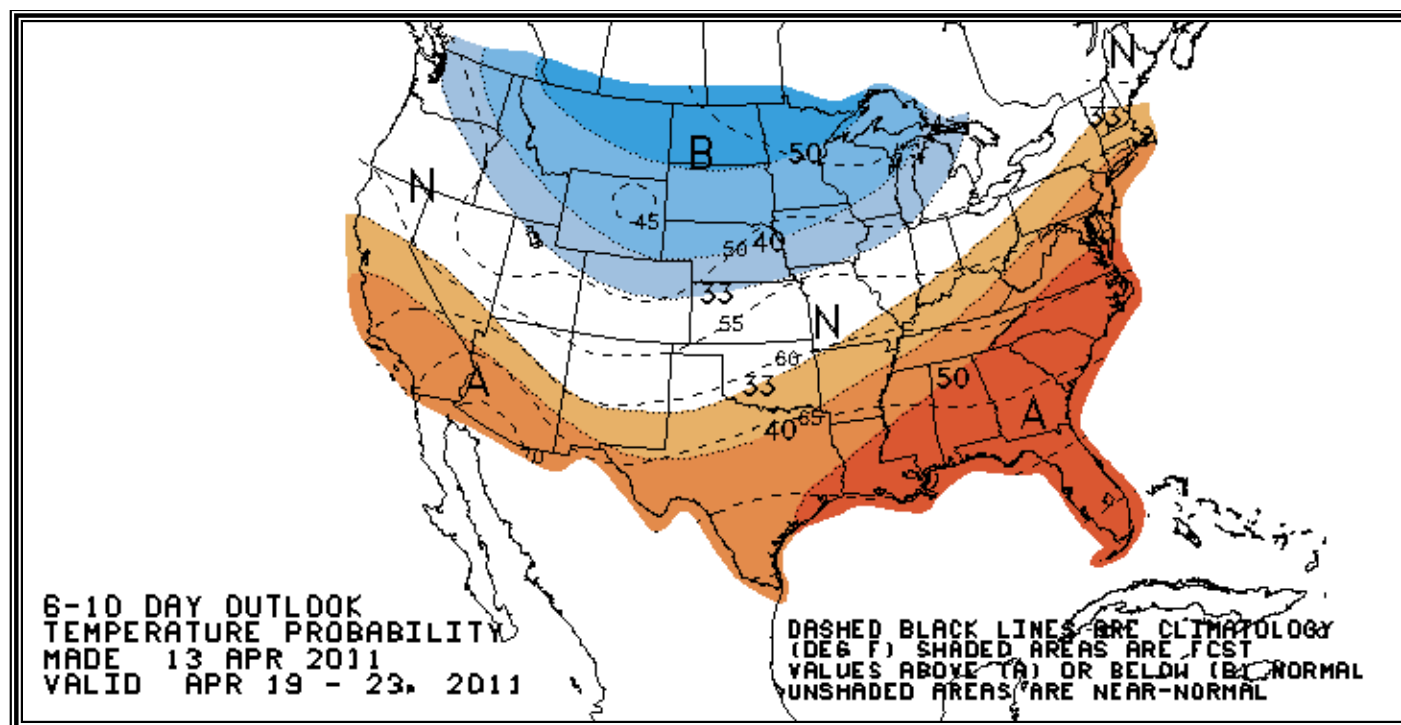 N
B
50
N
45
50
40
33
N
55
60
A
33
40
65
50
A
70
33
6-10 DAY OUTLOOK
TEMPERATURE PROBABILITY
MADE 13 APR 2011
VALID APR 19 - 23, 2011
DASHED BLACK LINES ARE CLIMATOLOGY
(DEG F) SHADED AREAS ARE FCST
VALUES ABOVE (A) OR BELOW (B) NORMAL
UNSHADED AREAS ARE NEAR-NORMAL